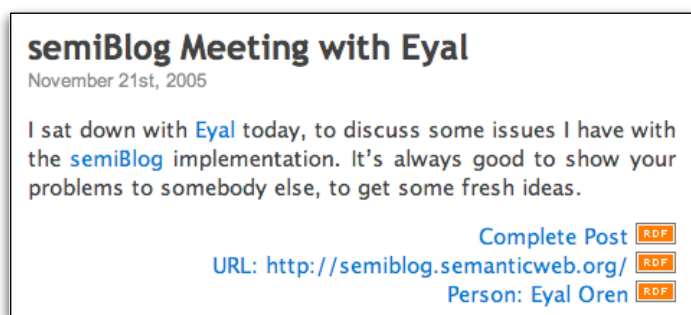 semiBlog Meeting with Eyal
November 21st, 2005
I sat down with Eyal today, to discuss some issues I have with
the semiBlog implementation. It's always good to show your
problems to somebody else, to get some fresh ideas.
Complete Post RDF
URL: http://semiblog.semanticweb.org/ RDF
Person: Eyal Oren RDF